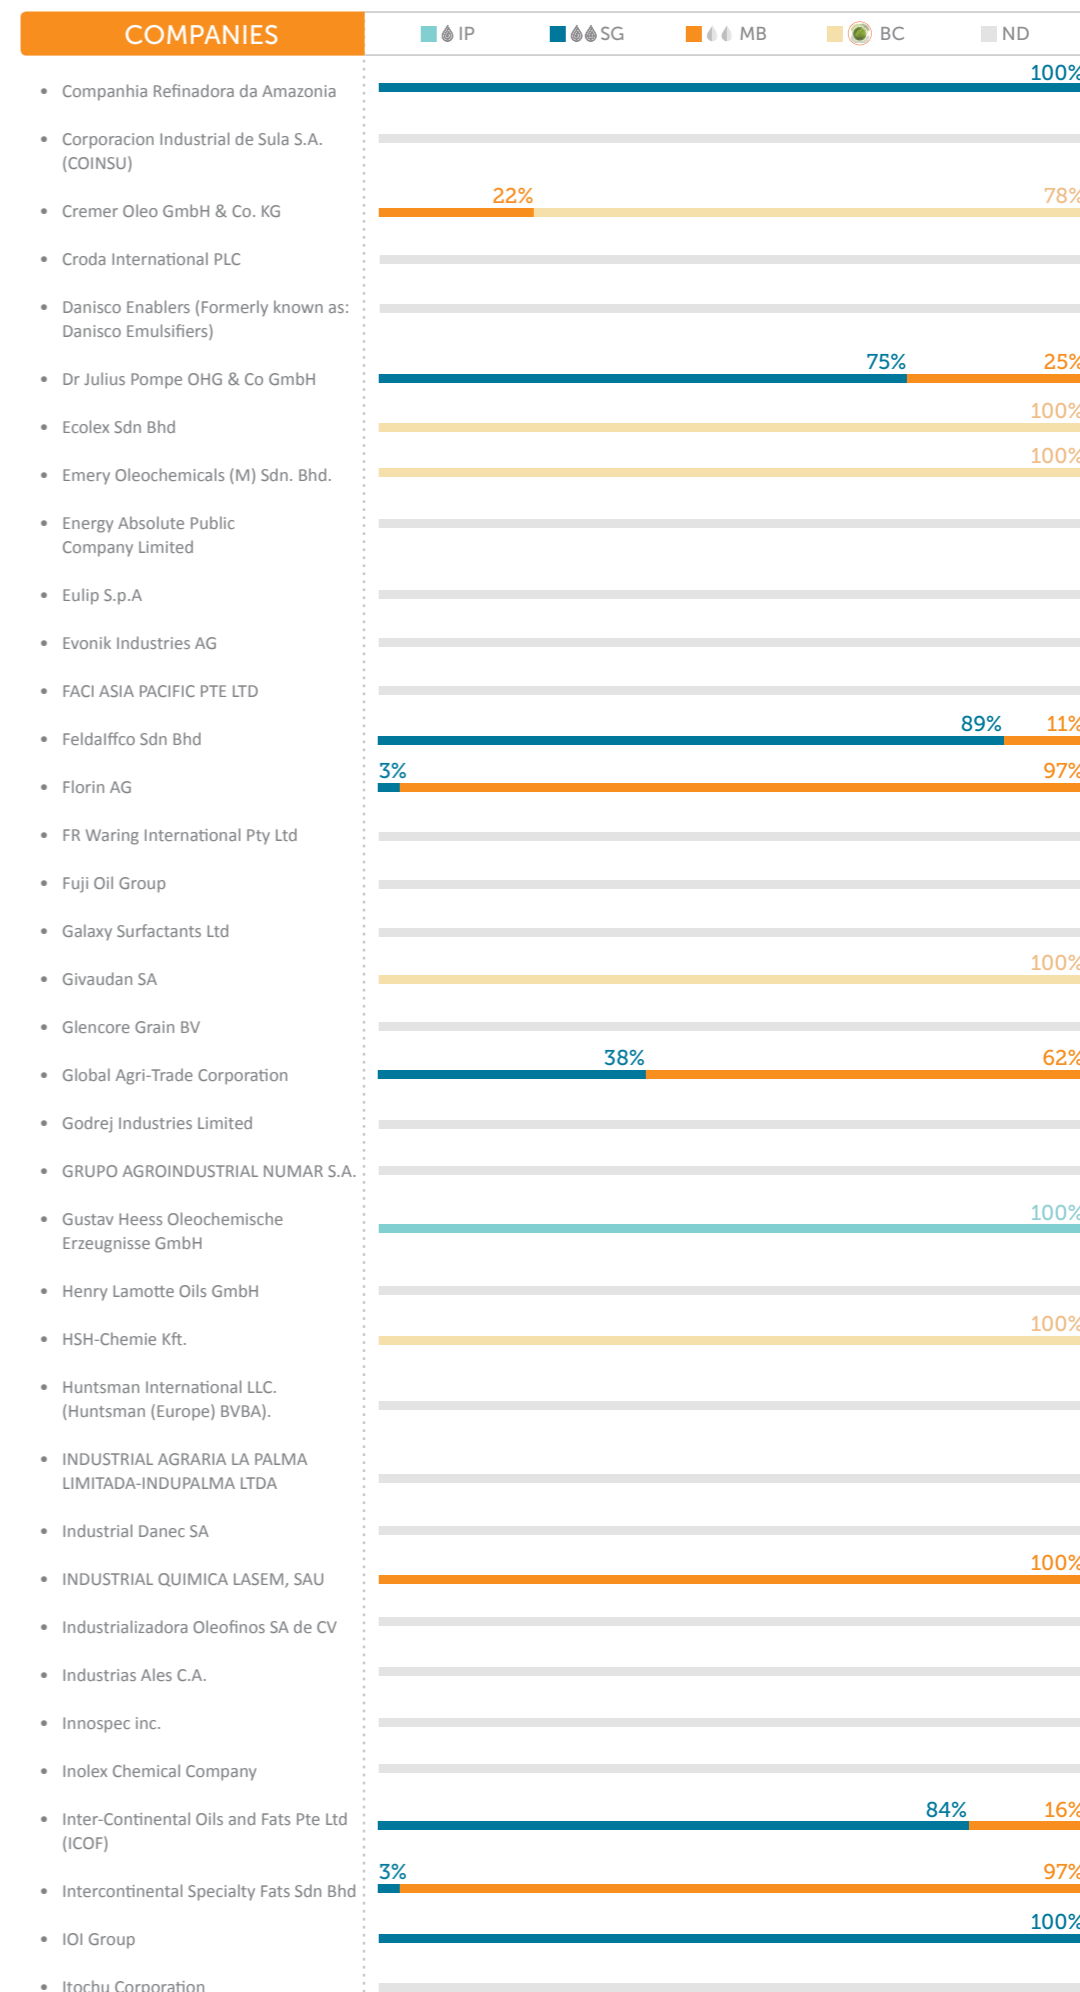 COMPANIES IP SG MB BC ND
100%
• Companhia Refinadora da Amazonia
• Corporacion Industrial de Sula S.A.
(COINSU)
22% 78%
• Cremer Oleo GmbH & Co. KG
• Croda International PLC
• Danisco Enablers (Formerly known as:
Danisco Emulsifiers)
75% 25%
• Dr Julius Pompe OHG & Co GmbH
100%
• Ecolex Sdn Bhd
100%
• Emery Oleochemicals (M) Sdn. Bhd.
• Energy Absolute Public
Company Limited
• Eulip S.p.A
• Evonik Industries AG
• FACI ASIA PACIFIC PTE LTD
89% 11%
• FeldaIffco Sdn Bhd
3% 97%
• Florin AG
• FR Waring International Pty Ltd
• Fuji Oil Group
• Galaxy Surfactants Ltd
100%
• Givaudan SA
• Glencore Grain BV
38% 62%
• Global Agri-Trade Corporation
• Godrej Industries Limited
• GRUPO AGROINDUSTRIAL NUMAR S.A.
100%
• Gustav Heess Oleochemische
Erzeugnisse GmbH
• Henry Lamotte Oils GmbH
100%
• HSH-Chemie Kft.
• Huntsman International LLC.
(Huntsman (Europe) BVBA).
• INDUSTRIAL AGRARIA LA PALMA
LIMITADA-INDUPALMA LTDA
• Industrial Danec SA
100%
• INDUSTRIAL QUIMICA LASEM, SAU
• Industrializadora Oleofinos SA de CV
• Industrias Ales C.A.
• Innospec inc.
• Inolex Chemical Company
84% 16%
• Inter-Continental Oils and Fats Pte Ltd
(ICOF)
3% 97%
• Intercontinental Specialty Fats Sdn Bhd
100%
• IOI Group
• Itochu Corporation